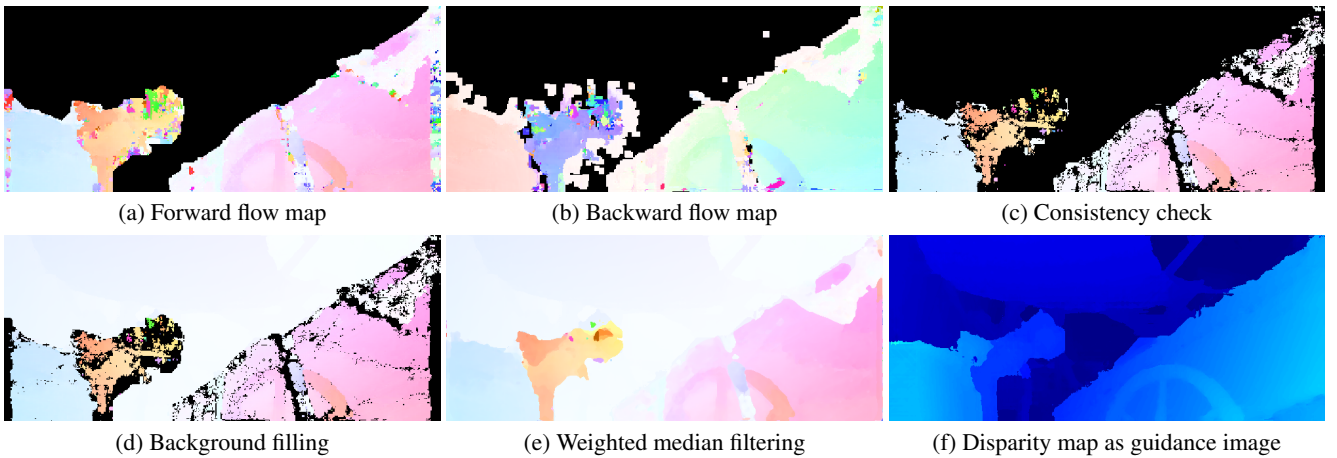 (a) Forward flow map
(b) Backward flow map
(c) Consistency check
(d) Background filling
(e) Weighted median filtering
(f) Disparity map as guidance image